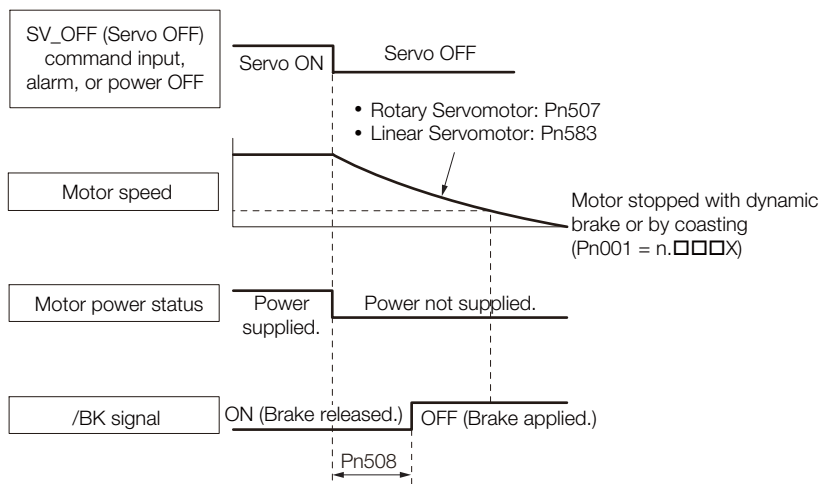 SV_OFF (Servo OFF)
command input,
alarm, or power OFF
Servo ON
Servo OFF
• Rotary Servomotor: Pn507
• Linear Servomotor: Pn583
Motor speed
Motor stopped with dynamic
brake or by coasting
(Pn001 = n.□□□X)
Motor power status
Power
supplied.
Power not supplied.
/BK signal
ON (Brake released.)
OFF (Brake applied.)
Pn508